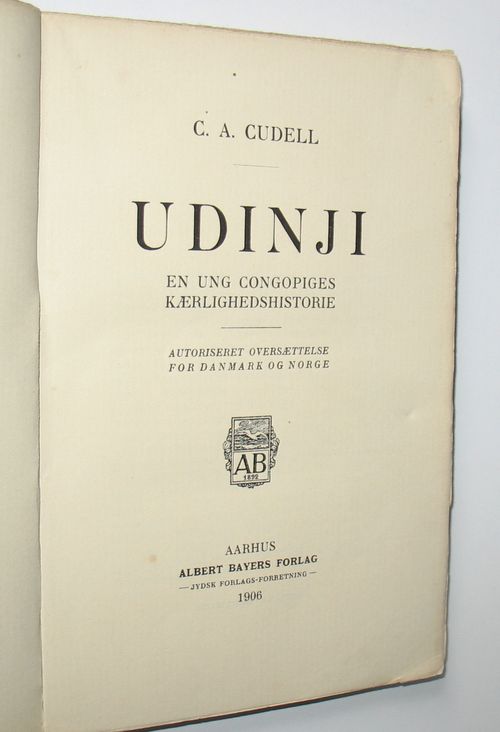 C. A. CUDELL
UDINJI
EN UNG CONGOPIGES
KÆRLIGHEDSHISTORIE
AUTORISERET OVERSÆTTELSE
FOR DANMARK OG NORGE
AB
1892
AARHUS
ALBERT BAYERS FORLAG
— JYDSK FORLAGS-FORRETNING —
1906